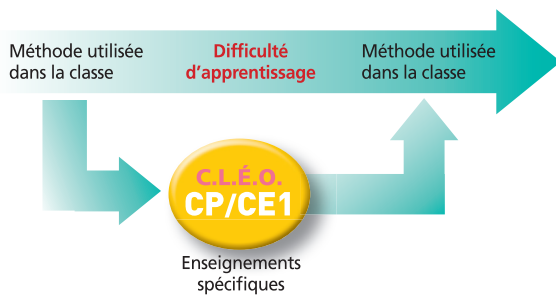 Méthode utilisée
dans la classe
Difficulté
d'apprentissage
Méthode utilisée
dans la classe
C.L.É.O.
CP/CE1
Enseignements
spécifiques